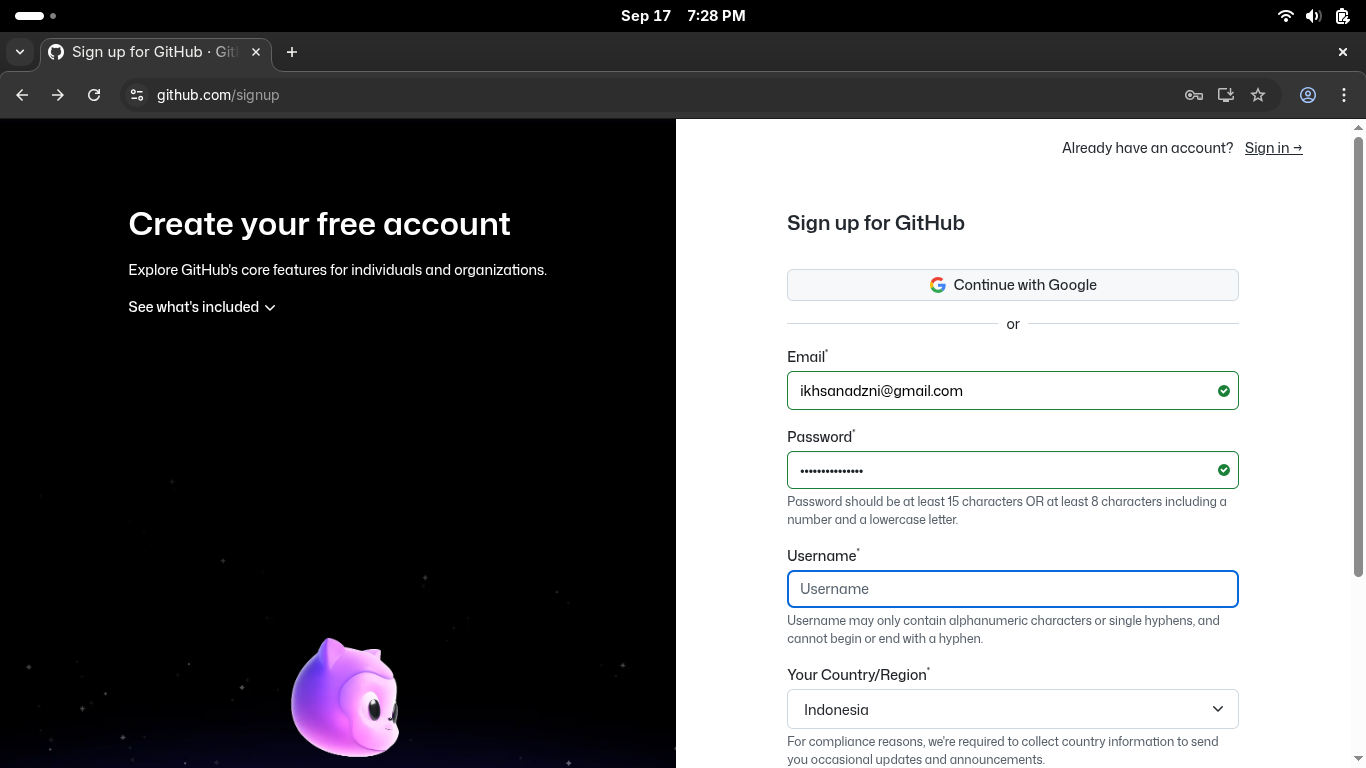 Sep 17 7:28 PM
Sign up for GitHub · Git
github.com/signup
Create your free account
Explore GitHub's core features for individuals and organizations.
See what's included
Already have an account? Sign in →
Sign up for GitHub
Continue with Google
or
Email*
ikhsanadzni@gmail.com
Password*
•••••••••••••••
Password should be at least 15 characters OR at least 8 characters including a
number and a lowercase letter.
Username*
Username
Username may only contain alphanumeric characters or single hyphens, and
cannot begin or end with a hyphen.
Your Country/Region*
Indonesia
For compliance reasons, we're required to collect country information to send
you occasional updates and announcements.